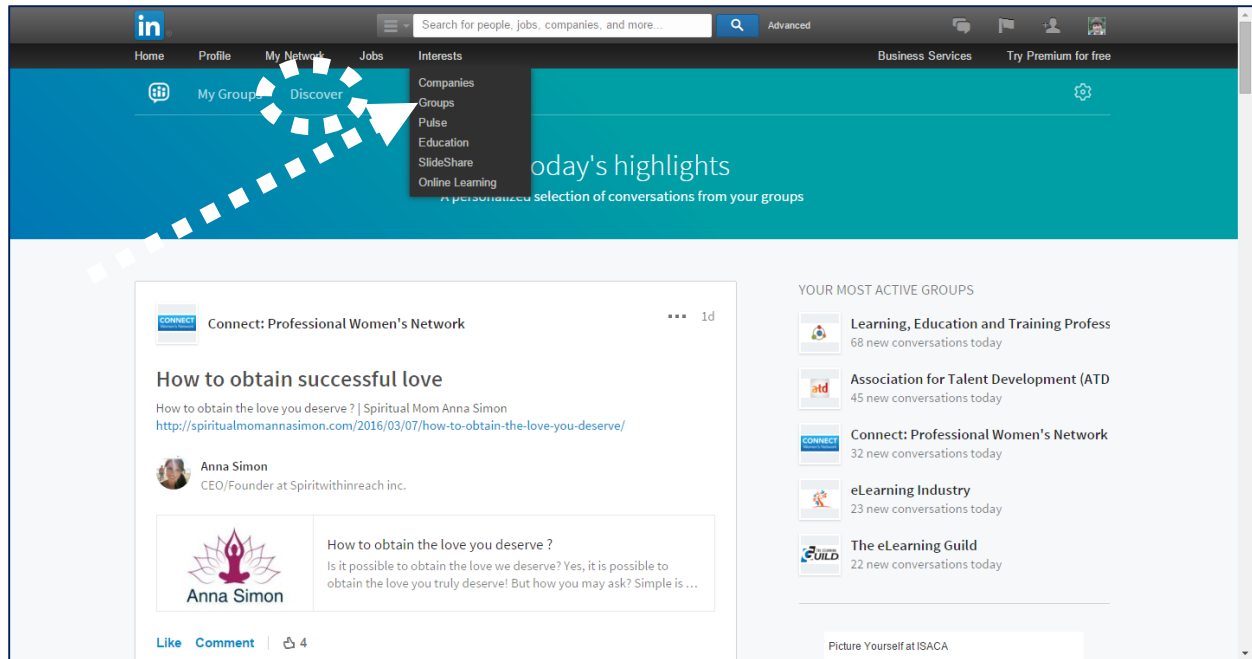 in
Search for people, jobs, companies, and more...
Advanced
Home Profile My Network Jobs Interests Business Services Try Premium for free
My Groups Discover
Companies
Groups
Pulse
Education
SlideShare
Online Learning
oday's highlights
A personalized selection of conversations from your groups
CONNECT
Connect: Professional Women's Network
1d
How to obtain successful love
How to obtain the love you deserve ? | Spiritual Mom Anna Simon
http://spiritualmomannasimon.com/2016/03/07/how-to-obtain-the-love-you-deserve/
Anna Simon
CEO/Founder at Spiritwithinreach inc.
Anna Simon
How to obtain the love you deserve ?
Is it possible to obtain the love we deserve? Yes, it is possible to
obtain the love you truly deserve! But how you may ask? Simple is ...
Like Comment 4
YOUR MOST ACTIVE GROUPS
Learning, Education and Training Profess
68 new conversations today
atd
Association for Talent Development (ATD
45 new conversations today
CONNECT
Connect: Professional Women's Network
32 new conversations today
eLearning Industry
23 new conversations today
GUILD
The eLearning Guild
22 new conversations today
Picture Yourself at ISACA